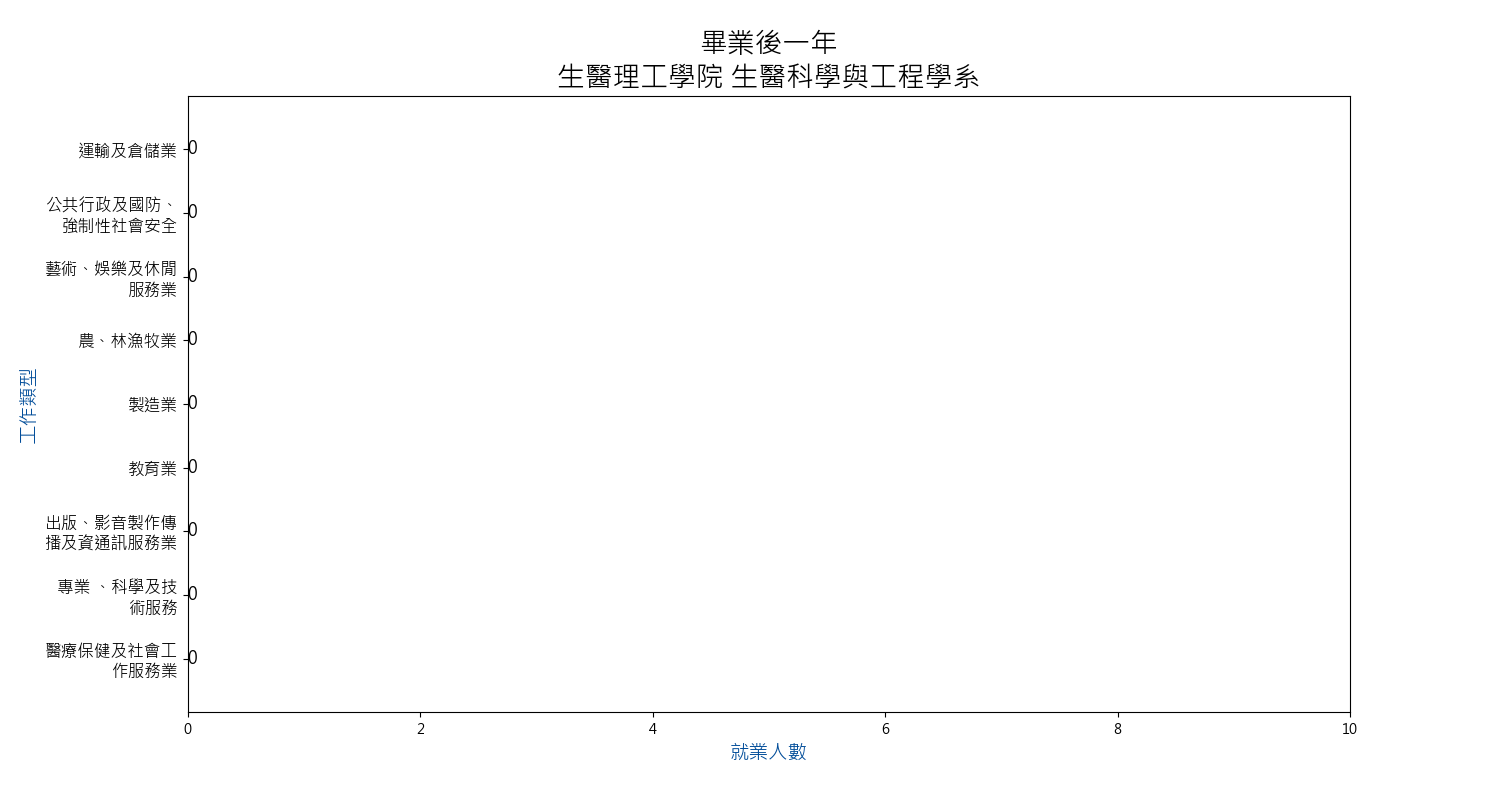 畢業後一年
生醫理工學院 生醫科學與工程學系
工作類型
運輸及倉儲業 0
公共行政及國防、
強制性社會安全 0
藝術、娛樂及休閒
服務業 0
農、林漁牧業 0
製造業 0
教育業 0
出版、影音製作傳
播及資通訊服務業 0
專業 、科學及技
術服務 0
醫療保健及社會工
作服務業 0
0 2 4 6 8 10
就業人數